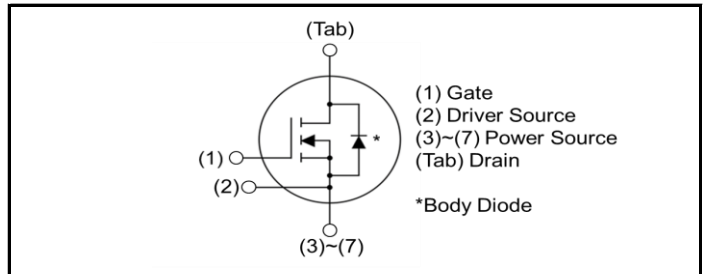 (Tab)
(1) Gate
(2) Driver Source
(3)~(7) Power Source
(Tab) Drain
*
(1)
(2)
*Body Diode
(3)~(7)